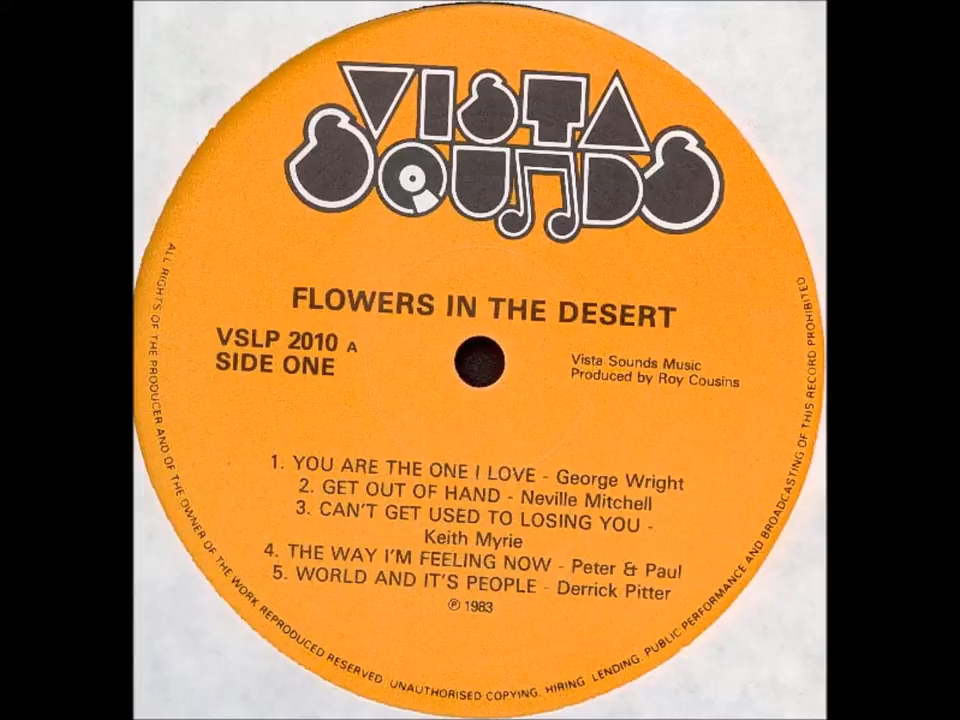 VISTA
SOUNDS
FLOWERS IN THE DESERT
VSLP 2010 A
SIDE ONE
Vista Sounds Music
Produced by Roy Cousins
1. YOU ARE THE ONE I LOVE - George Wright
2. GET OUT OF HAND - Neville Mitchell
3. CAN'T GET USED TO LOSING YOU -
Keith Myrie
4. THE WAY I'M FEELING NOW - Peter & Paul
5. WORLD AND IT'S PEOPLE - Derrick Pitter
℗ 1983
ALL RIGHTS OF THE PRODUCER AND OF THE OWNER OF THE WORK REPRODUCED RESERVED. UNAUTHORISED COPYING, HIRING, LENDING, PUBLIC PERFORMANCE AND BROADCASTING OF THIS RECORD PROHIBITED